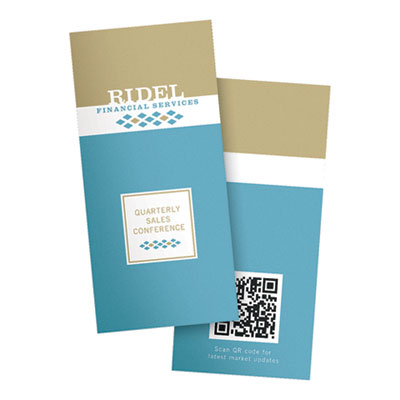 RIDEL
FINANCIAL SERVICES
QUARTERLY
SALES
CONFERENCE
Scan QR code for
latest market updates